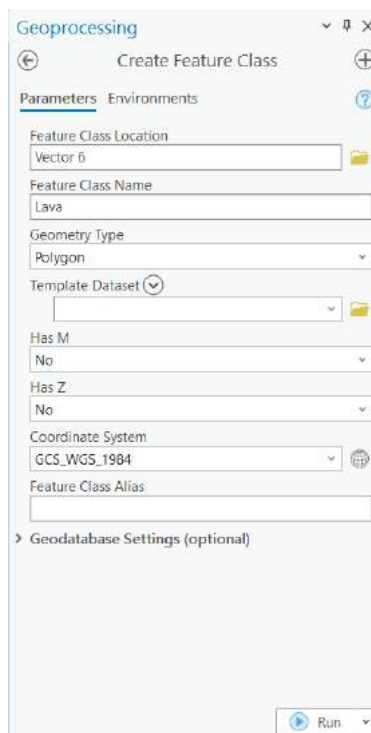 Geoprocessing
Create Feature Class
Parameters Environments
Feature Class Location
Vector 6
Feature Class Name
Lava
Geometry Type
Polygon
Template Dataset
Has M
No
Has Z
No
Coordinate System
GCS_WGS_1984
Feature Class Alias
Geodatabase Settings (optional)
Run